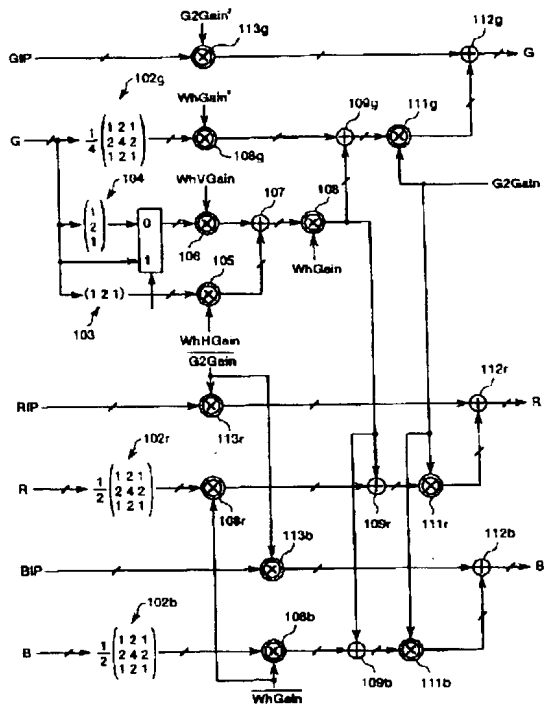 G2Gain'
113g
112g
GIP
G
102g
WhGain'
109g
111g
G
1/4
1 2 1
2 4 2
1 2 1
108g
104
WhVGain
107
108
G2Gain
1
2
1
0
1
106
105
WhGain
(1 2 1)
103
WhHGain
G2Gain
112r
RIP
R
113r
102r
R
1/2
1 2 1
2 4 2
1 2 1
108r
109r
111r
113b
112b
BIP
B
102b
108b
B
1/2
1 2 1
2 4 2
1 2 1
109b
111b
WhGain